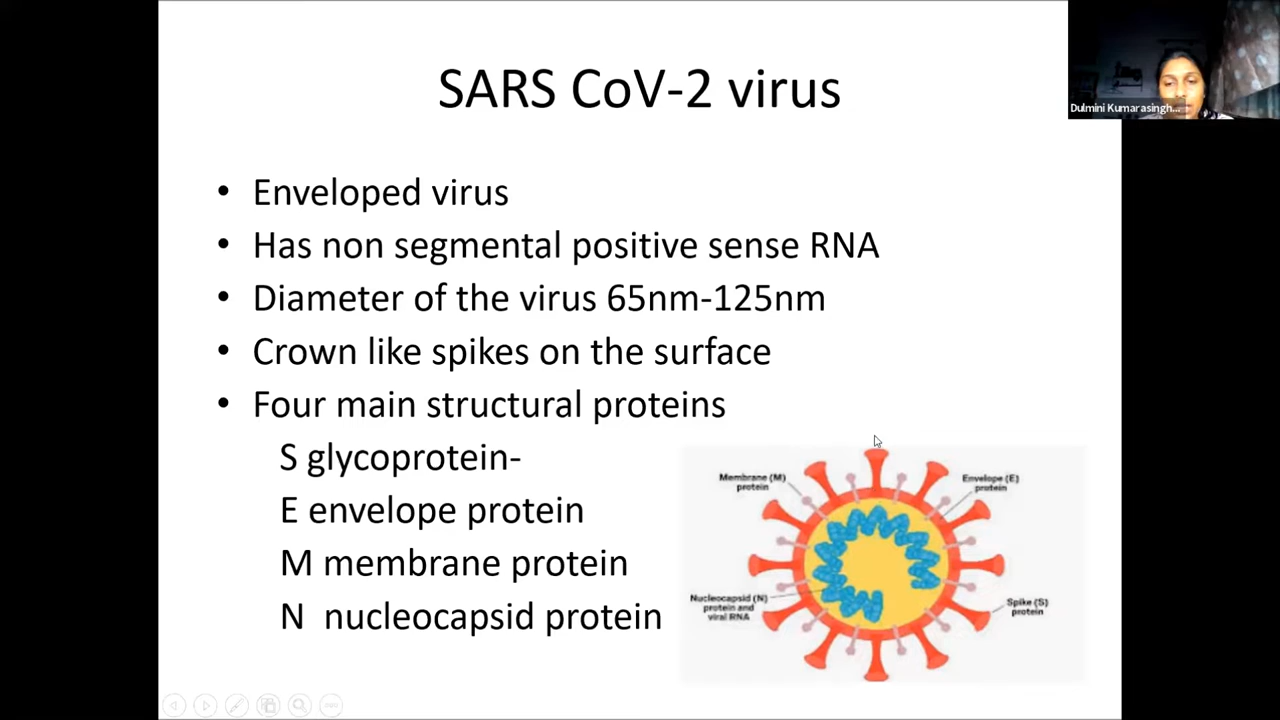 SARS CoV-2 virus
Dulmini Kumarasingh...
• Enveloped virus
• Has non segmental positive sense RNA
• Diameter of the virus 65nm-125nm
• Crown like spikes on the surface
• Four main structural proteins
S glycoprotein-
E envelope protein
M membrane protein
N nucleocapsid protein
Membrane (M)
protein
Envelope (E)
protein
Nucleocapsid (N)
protein and
viral RNA
Spike (S)
protein